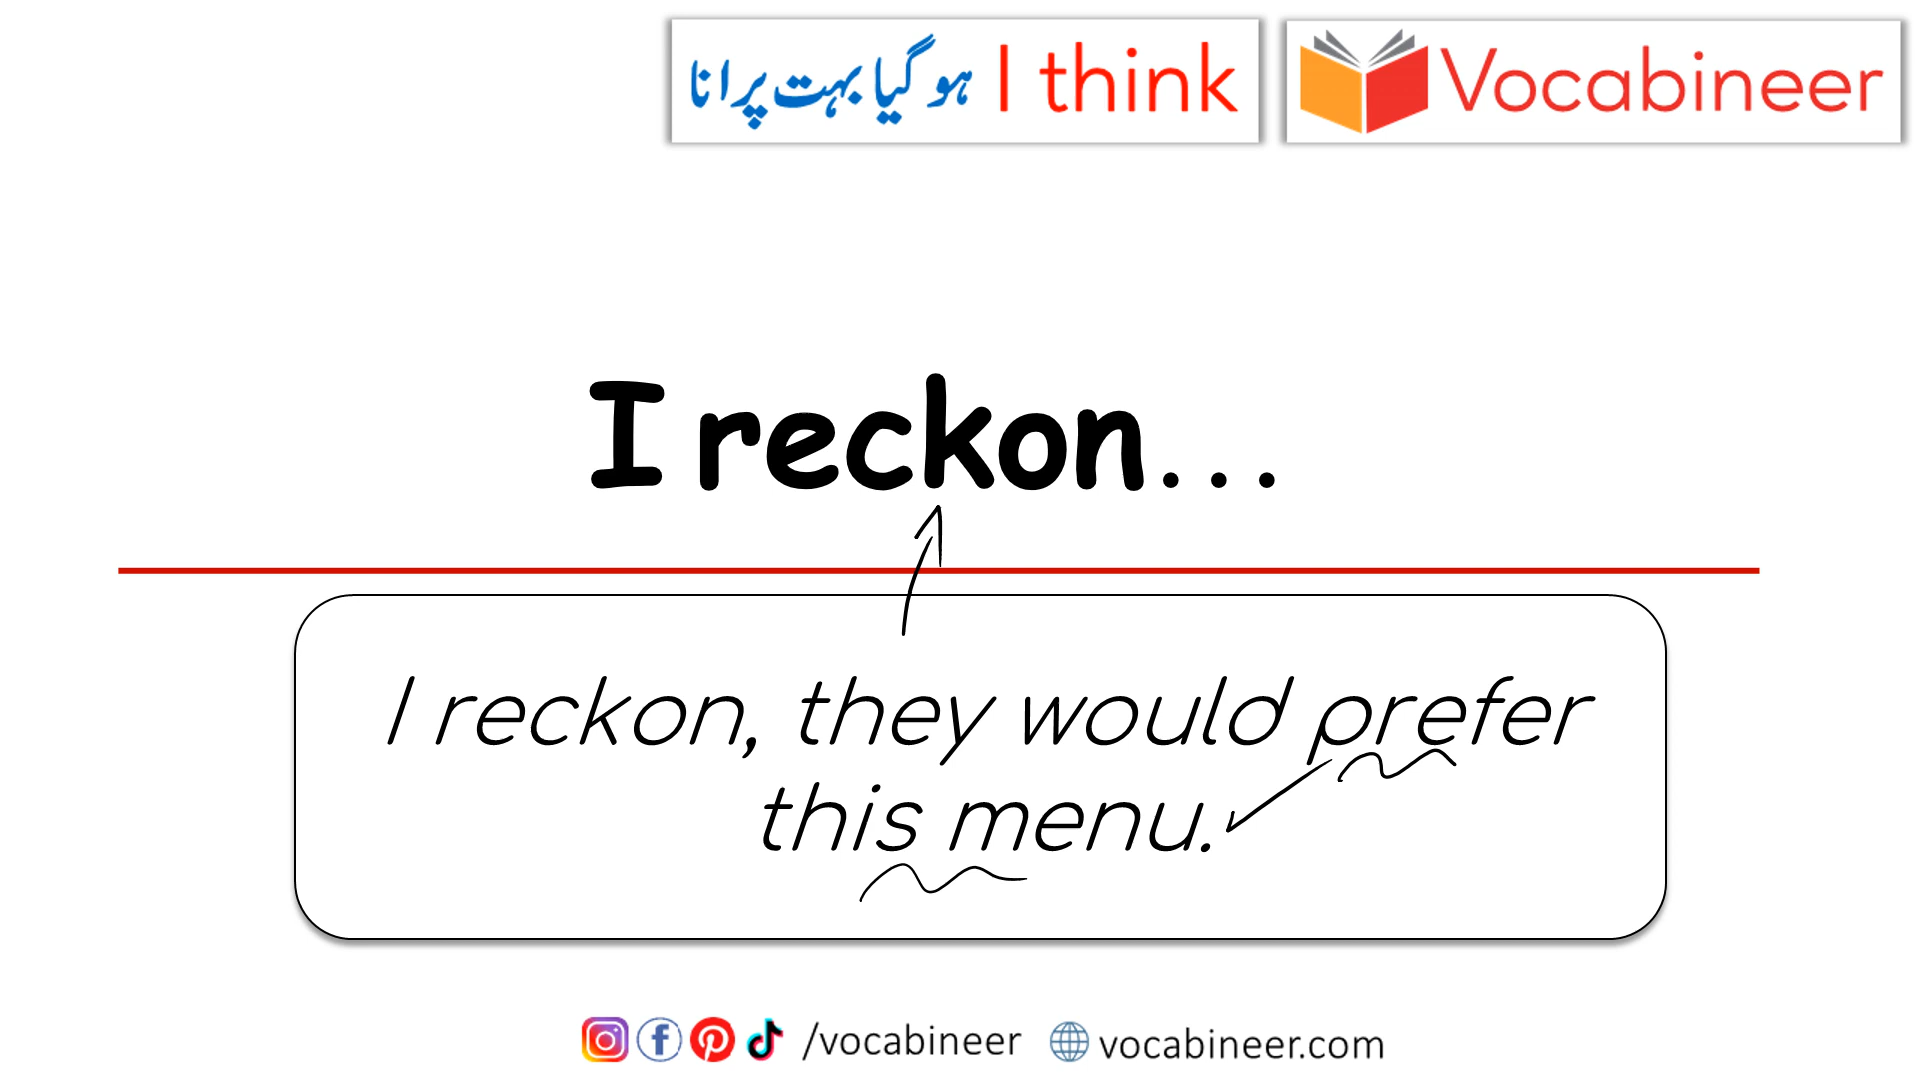 I think ہو گیا بہت پرانا
Vocabineer
I reckon...
I reckon, they would prefer
this menu.
/vocabineer vocabineer.com